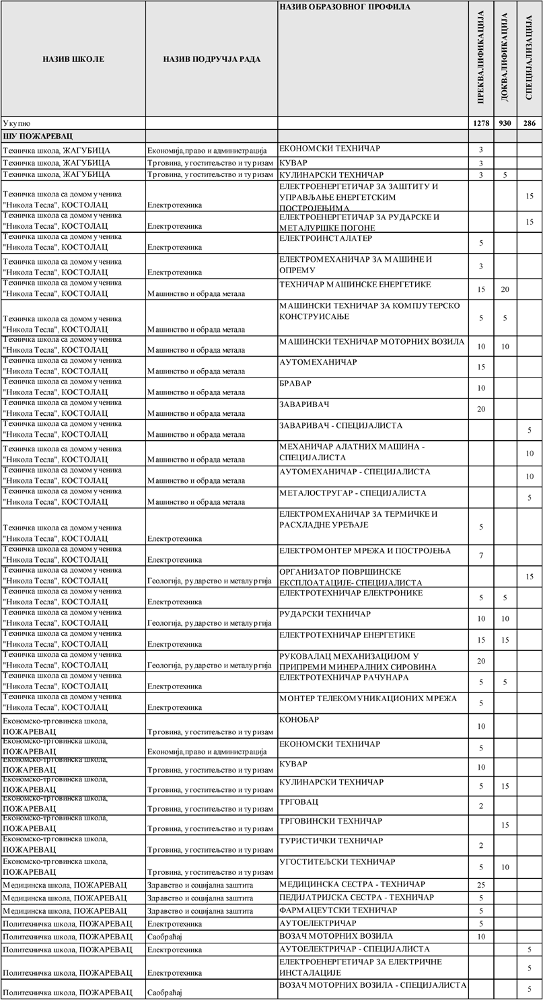 НАЗИВ ШКОЛЕ НАЗИВ ПОДРУЧЈА РАДА НАЗИВ ОБРАЗОВНОГ ПРОФИЛА ПРЕКВАЛИФИКАЦИЈА ДОКВАЛИФИКАЦИЈА СПЕЦИЈАЛИЗАЦИЈА
Укупно 1278 930 286
ШУ ПОЖАРЕВАЦ
Техничка школа, ЖАГУБИЦА Економија,право и администрација ЕКОНОМСКИ ТЕХНИЧАР 3
Техничка школа, ЖАГУБИЦА Трговина, угоститељство и туризам КУВАР 3
Техничка школа, ЖАГУБИЦА Трговина, угоститељство и туризам КУЛИНАРСКИ ТЕХНИЧАР 3 5
Техничка школа са домом ученика
"Никола Тесла", КОСТОЛАЦ Електротехника ЕЛЕКТРОЕНЕРГЕТИЧАР ЗА ЗАШТИТУ И
УПРАВЉАЊЕ ЕНЕРГЕТСКИМ
ПОСТРОЈЕЊИМА 15
Техничка школа са домом ученика
"Никола Тесла", КОСТОЛАЦ Електротехника ЕЛЕКТРОЕНЕРГЕТИЧАР ЗА РУДАРСКЕ И
МЕТАЛУРШКЕ ПОГОНЕ 15
Техничка школа са домом ученика
"Никола Тесла", КОСТОЛАЦ Електротехника ЕЛЕКТРОИНСТАЛАТЕР 5
Техничка школа са домом ученика
"Никола Тесла", КОСТОЛАЦ Електротехника ЕЛЕКТРОМЕХАНИЧАР ЗА МАШИНЕ И
ОПРЕМУ 3
Техничка школа са домом ученика
"Никола Тесла", КОСТОЛАЦ Машинство и обрада метала ТЕХНИЧАР МАШИНСКЕ ЕНЕРГЕТИКЕ 15 20
Техничка школа са домом ученика
"Никола Тесла", КОСТОЛАЦ Машинство и обрада метала МАШИНСКИ ТЕХНИЧАР ЗА КОМПЈУТЕРСКО
КОНСТРУИСАЊЕ 5 5
Техничка школа са домом ученика
"Никола Тесла", КОСТОЛАЦ Машинство и обрада метала МАШИНСКИ ТЕХНИЧАР МОТОРНИХ ВОЗИЛА 10 10
Техничка школа са домом ученика
"Никола Тесла", КОСТОЛАЦ Машинство и обрада метала АУТОМЕХАНИЧАР 15
Техничка школа са домом ученика
"Никола Тесла", КОСТОЛАЦ Машинство и обрада метала БРАВАР 10
Техничка школа са домом ученика
"Никола Тесла", КОСТОЛАЦ Машинство и обрада метала ЗАВАРИВАЧ 20
Техничка школа са домом ученика
"Никола Тесла", КОСТОЛАЦ Машинство и обрада метала ЗАВАРИВАЧ - СПЕЦИЈАЛИСТА 5
Техничка школа са домом ученика
"Никола Тесла", КОСТОЛАЦ Машинство и обрада метала МЕХАНИЧАР АЛАТНИХ МАШИНА -
СПЕЦИЈАЛИСТА 10
Техничка школа са домом ученика
"Никола Тесла", КОСТОЛАЦ Машинство и обрада метала АУТОМЕХАНИЧАР - СПЕЦИЈАЛИСТА 10
Техничка школа са домом ученика
"Никола Тесла", КОСТОЛАЦ Машинство и обрада метала МЕТАЛОСТРУГАР - СПЕЦИЈАЛИСТА 5
Техничка школа са домом ученика
"Никола Тесла", КОСТОЛАЦ Електротехника ЕЛЕКТРОМЕХАНИЧАР ЗА ТЕРМИЧКЕ И
РАСХЛАДНЕ УРЕЂАЈЕ 5
Техничка школа са домом ученика
"Никола Тесла", КОСТОЛАЦ Електротехника ЕЛЕКТРОМОНТЕР МРЕЖА И ПОСТРОЈЕЊА 7
Техничка школа са домом ученика
"Никола Тесла", КОСТОЛАЦ Геологија, рударство и металургија ОРГАНИЗАТОР ПОВРШИНСКЕ
ЕКСПЛОАТАЦИЈЕ- СПЕЦИЈАЛИСТА 15
Техничка школа са домом ученика
"Никола Тесла", КОСТОЛАЦ Електротехника ЕЛЕКТРОТЕХНИЧАР ЕЛЕКТРОНИКЕ 5 5
Техничка школа са домом ученика
"Никола Тесла", КОСТОЛАЦ Геологија, рударство и металургија РУДАРСКИ ТЕХНИЧАР 10 10
Техничка школа са домом ученика
"Никола Тесла", КОСТОЛАЦ Електротехника ЕЛЕКТРОТЕХНИЧАР ЕНЕРГЕТИКЕ 15 15
Техничка школа са домом ученика
"Никола Тесла", КОСТОЛАЦ Геологија, рударство и металургија РУКОВАЛАЦ МЕХАНИЗАЦИЈОМ У
ПРИПРЕМИ МИНЕРАЛНИХ СИРОВИНА 20
Техничка школа са домом ученика
"Никола Тесла", КОСТОЛАЦ Електротехника ЕЛЕКТРОТЕХНИЧАР РАЧУНАРА 5 5
Техничка школа са домом ученика
"Никола Тесла", КОСТОЛАЦ Електротехника МОНТЕР ТЕЛЕКОМУНИКАЦИОНИХ МРЕЖА 5
Економско-трговинска школа,
ПОЖАРЕВАЦ Трговина, угоститељство и туризам КОНОБАР 10
Економско-трговинска школа,
ПОЖАРЕВАЦ Економија,право и администрација ЕКОНОМСКИ ТЕХНИЧАР 5
Економско-трговинска школа,
ПОЖАРЕВАЦ Трговина, угоститељство и туризам КУВАР 10
Економско-трговинска школа,
ПОЖАРЕВАЦ Трговина, угоститељство и туризам КУЛИНАРСКИ ТЕХНИЧАР 5 15
Економско-трговинска школа,
ПОЖАРЕВАЦ Трговина, угоститељство и туризам ТРГОВАЦ 2
Економско-трговинска школа,
ПОЖАРЕВАЦ Трговина, угоститељство и туризам ТРГОВИНСКИ ТЕХНИЧАР 15
Економско-трговинска школа,
ПОЖАРЕВАЦ Трговина, угоститељство и туризам ТУРИСТИЧКИ ТЕХНИЧАР 2
Економско-трговинска школа,
ПОЖАРЕВАЦ Трговина, угоститељство и туризам УГОСТИТЕЉСКИ ТЕХНИЧАР 5 10
Медицинска школа, ПОЖАРЕВАЦ Здравство и социјална заштита МЕДИЦИНСКА СЕСТРА - ТЕХНИЧАР 25
Медицинска школа, ПОЖАРЕВАЦ Здравство и социјална заштита ПЕДИЈАТРИЈСКА СЕСТРА - ТЕХНИЧАР 5
Медицинска школа, ПОЖАРЕВАЦ Здравство и социјална заштита ФАРМАЦЕУТСКИ ТЕХНИЧАР 5
Политехничка школа, ПОЖАРЕВАЦ Електротехника АУТОЕЛЕКТРИЧАР 5
Политехничка школа, ПОЖАРЕВАЦ Саобраћај ВОЗАЧ МОТОРНИХ ВОЗИЛА 10
Политехничка школа, ПОЖАРЕВАЦ Електротехника АУТОЕЛЕКТРИЧАР - СПЕЦИЈАЛИСТА 5
Политехничка школа, ПОЖАРЕВАЦ Електротехника ЕЛЕКТРОЕНЕРГЕТИЧАР ЗА ЕЛЕКТРИЧНЕ
ИНСТАЛАЦИЈЕ 5
Политехничка школа, ПОЖАРЕВАЦ Саобраћај ВОЗАЧ МОТОРНИХ ВОЗИЛА - СПЕЦИЈАЛИСТА 5